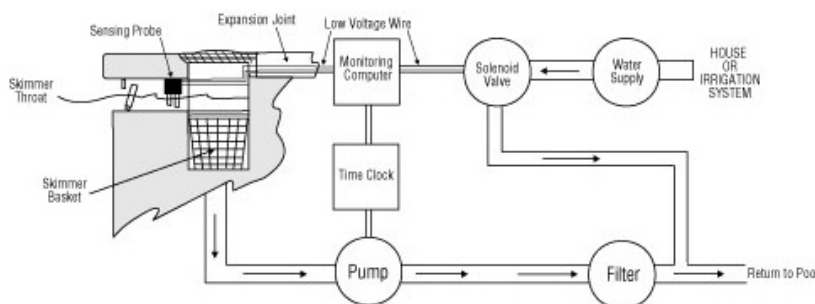 Expansion Joint
Low Voltage Wire
Sensing Probe
Skimmer
Throat
Monitoring
Computer
Solenoid
Valve
Water
Supply
HOUSE
OR
IRRIGATION
SYSTEM
Time Clock
Skimmer
Basket
Pump
Filter
Return to Poo